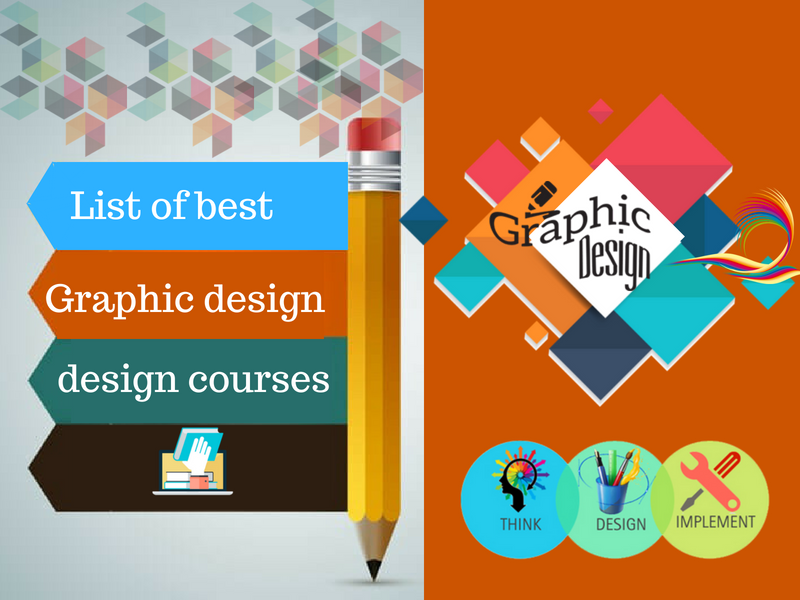 List of best
Graphic design
design courses
Graphic
Design
THINK
DESIGN
IMPLEMENT